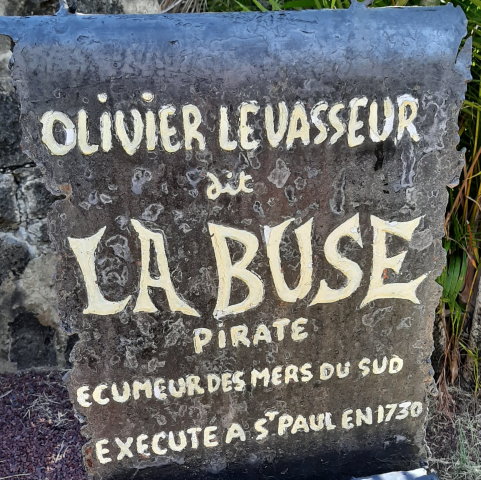 OLIVIER LEVASSEUR
dit
LA BUSE
PIRATE
ECUMEUR DES MERS DU SUD
EXECUTE A ST PAUL EN 1730